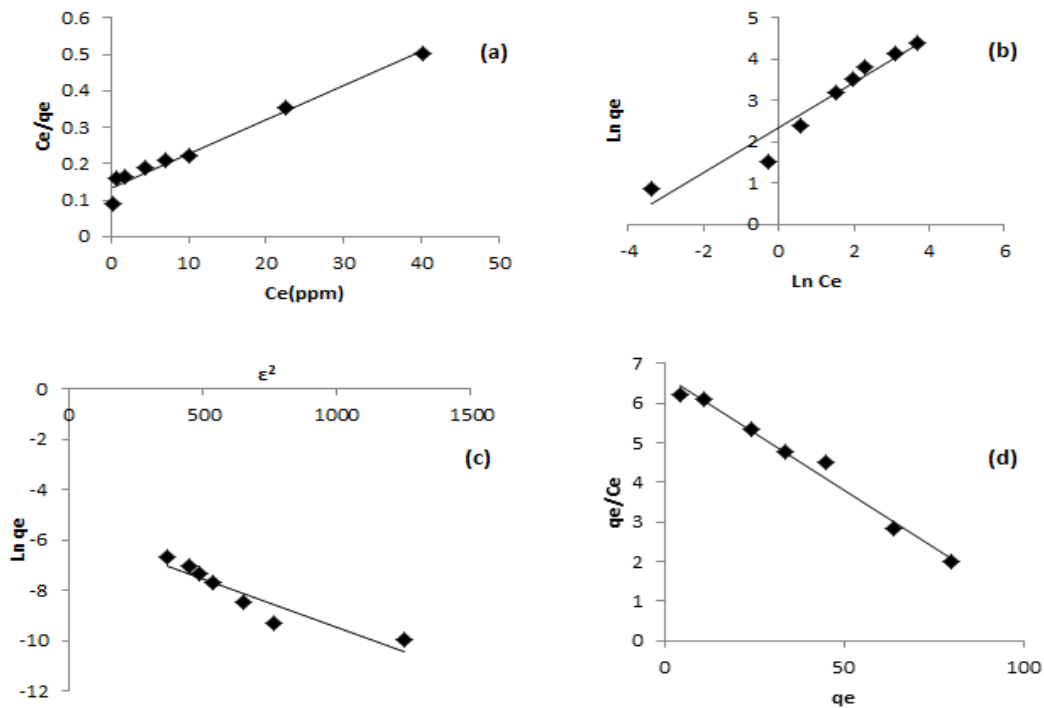 0.6
0.5
0.4
0.3
0.2
0.1
0
Ce/qe
(a)
0 10 20 30 40 50
Ce(ppm)
5
4
3
2
1
0
Ln qe
(b)
-4 -2 0 2 4 6
Ln Ce
ε²
0 500 1000 1500
0
-2
-4
-6
-8
-10
-12
Ln qe
(c)
7
6
5
4
3
2
1
0
qe/Ce
(d)
0 50 100
qe